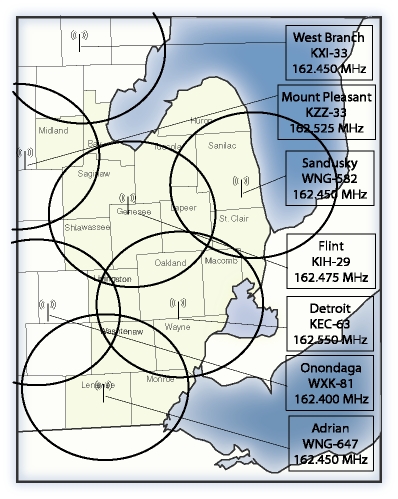 West Branch
KXI-33
162.450 MHz
Mount Pleasant
KZZ-33
162.525 MHz
Midland
Huron
Tuscola
Sanilac
Saginaw
Sandusky
WNG-582
162.450 MHz
Genesee
Lapeer
St. Clair
Shiawassee
Flint
KIH-29
162.475 MHz
Oakland
Macomb
Livingston
Detroit
KEC-63
162.550 MHz
Washtenaw
Wayne
Onondaga
WXK-81
162.400 MHz
Lenawee
Monroe
Adrian
WNG-647
162.450 MHz